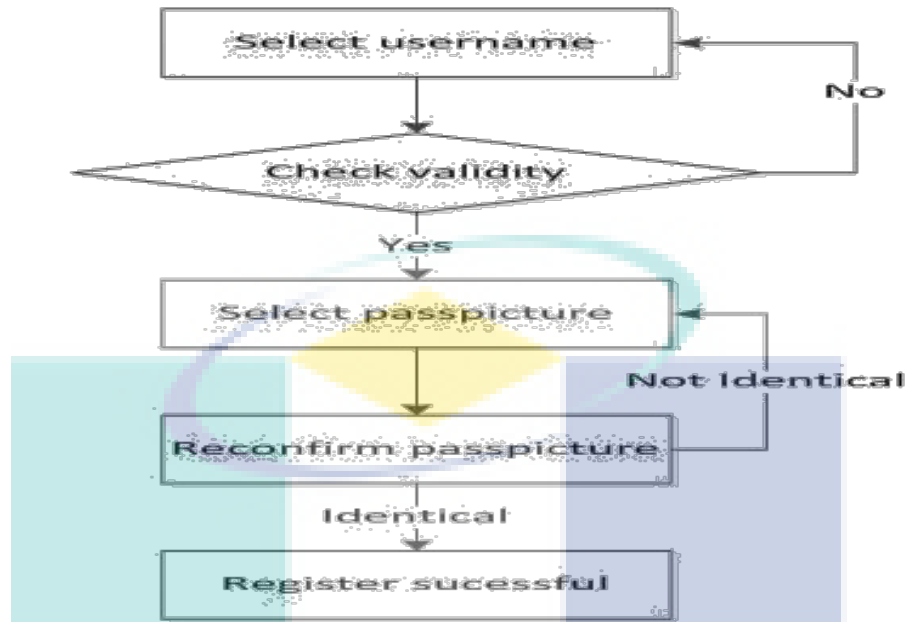 Select username
No
Check validity
Yes
Select passpicture
Not Identical
Reconfirm passpicture
Identical
Register sucessful